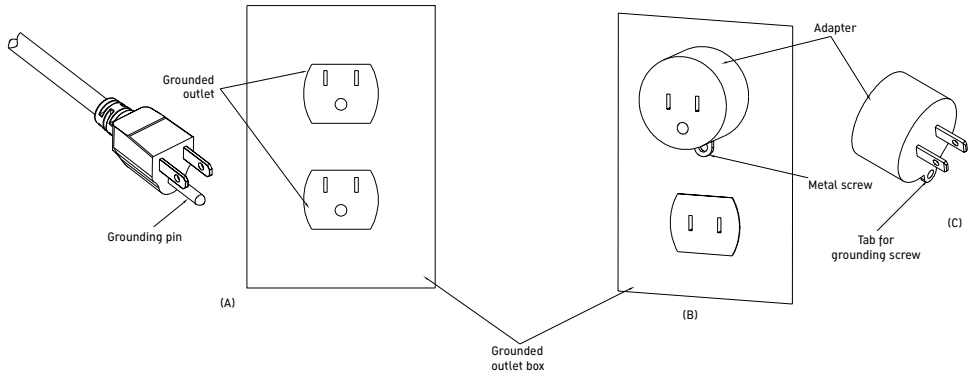 Grounded
outlet
Grounding pin
(A)
Adapter
Metal screw
(C)
Tab for
grounding screw
(B)
Grounded
outlet box